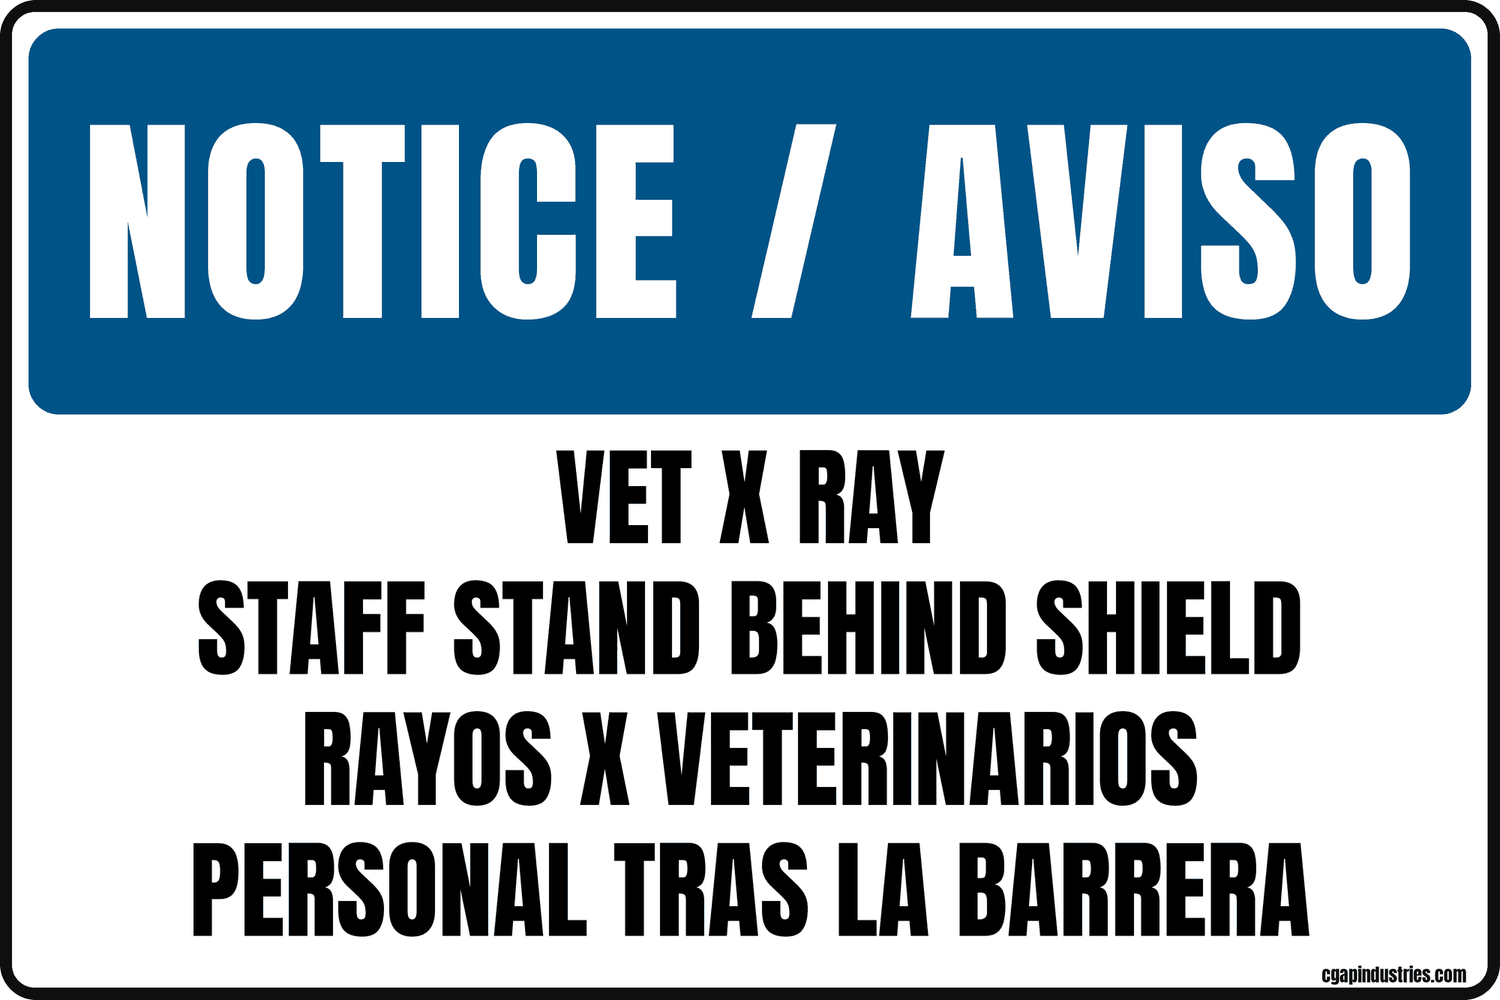 NOTICE / AVISO
VET X RAY
STAFF STAND BEHIND SHIELD
RAYOS X VETERINARIOS
PERSONAL TRAS LA BARRERA
cgapindustries.com